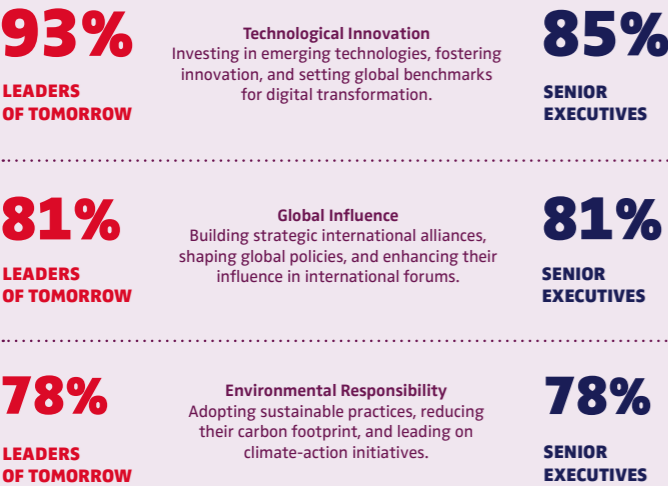 93%
LEADERS
OF TOMORROW
Technological Innovation
Investing in emerging technologies, fostering
innovation, and setting global benchmarks
for digital transformation.
85%
SENIOR
EXECUTIVES
81%
LEADERS
OF TOMORROW
Global Influence
Building strategic international alliances,
shaping global policies, and enhancing their
influence in international forums.
81%
SENIOR
EXECUTIVES
78%
LEADERS
OF TOMORROW
Environmental Responsibility
Adopting sustainable practices, reducing
their carbon footprint, and leading on
climate-action initiatives.
78%
SENIOR
EXECUTIVES